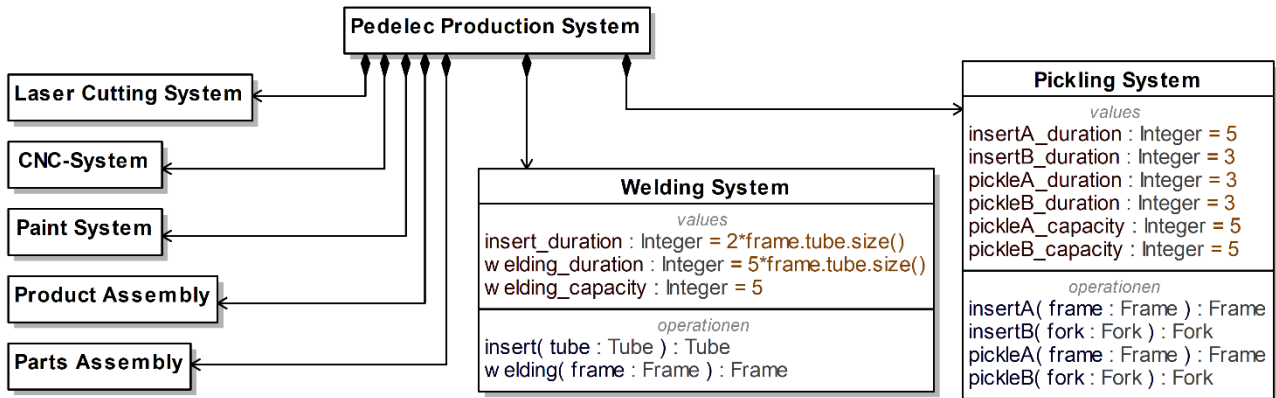 Pedelec Production System
Laser Cutting System
CNC-System
Paint System
Product Assembly
Parts Assembly
Welding System
values
insert_duration : Integer = 2*frame.tube.size()
welding_duration : Integer = 5*frame.tube.size()
welding_capacity : Integer = 5
operationen
insert( tube : Tube ) : Tube
welding( frame : Frame ) : Frame
Pickling System
values
insertA_duration : Integer = 5
insertB_duration : Integer = 3
pickleA_duration : Integer = 3
pickleB_duration : Integer = 3
pickleA_capacity : Integer = 5
pickleB_capacity : Integer = 5
operationen
insertA( frame : Frame ) : Frame
insertB( fork : Fork ) : Fork
pickleA( frame : Frame ) : Frame
pickleB( fork : Fork ) : Fork